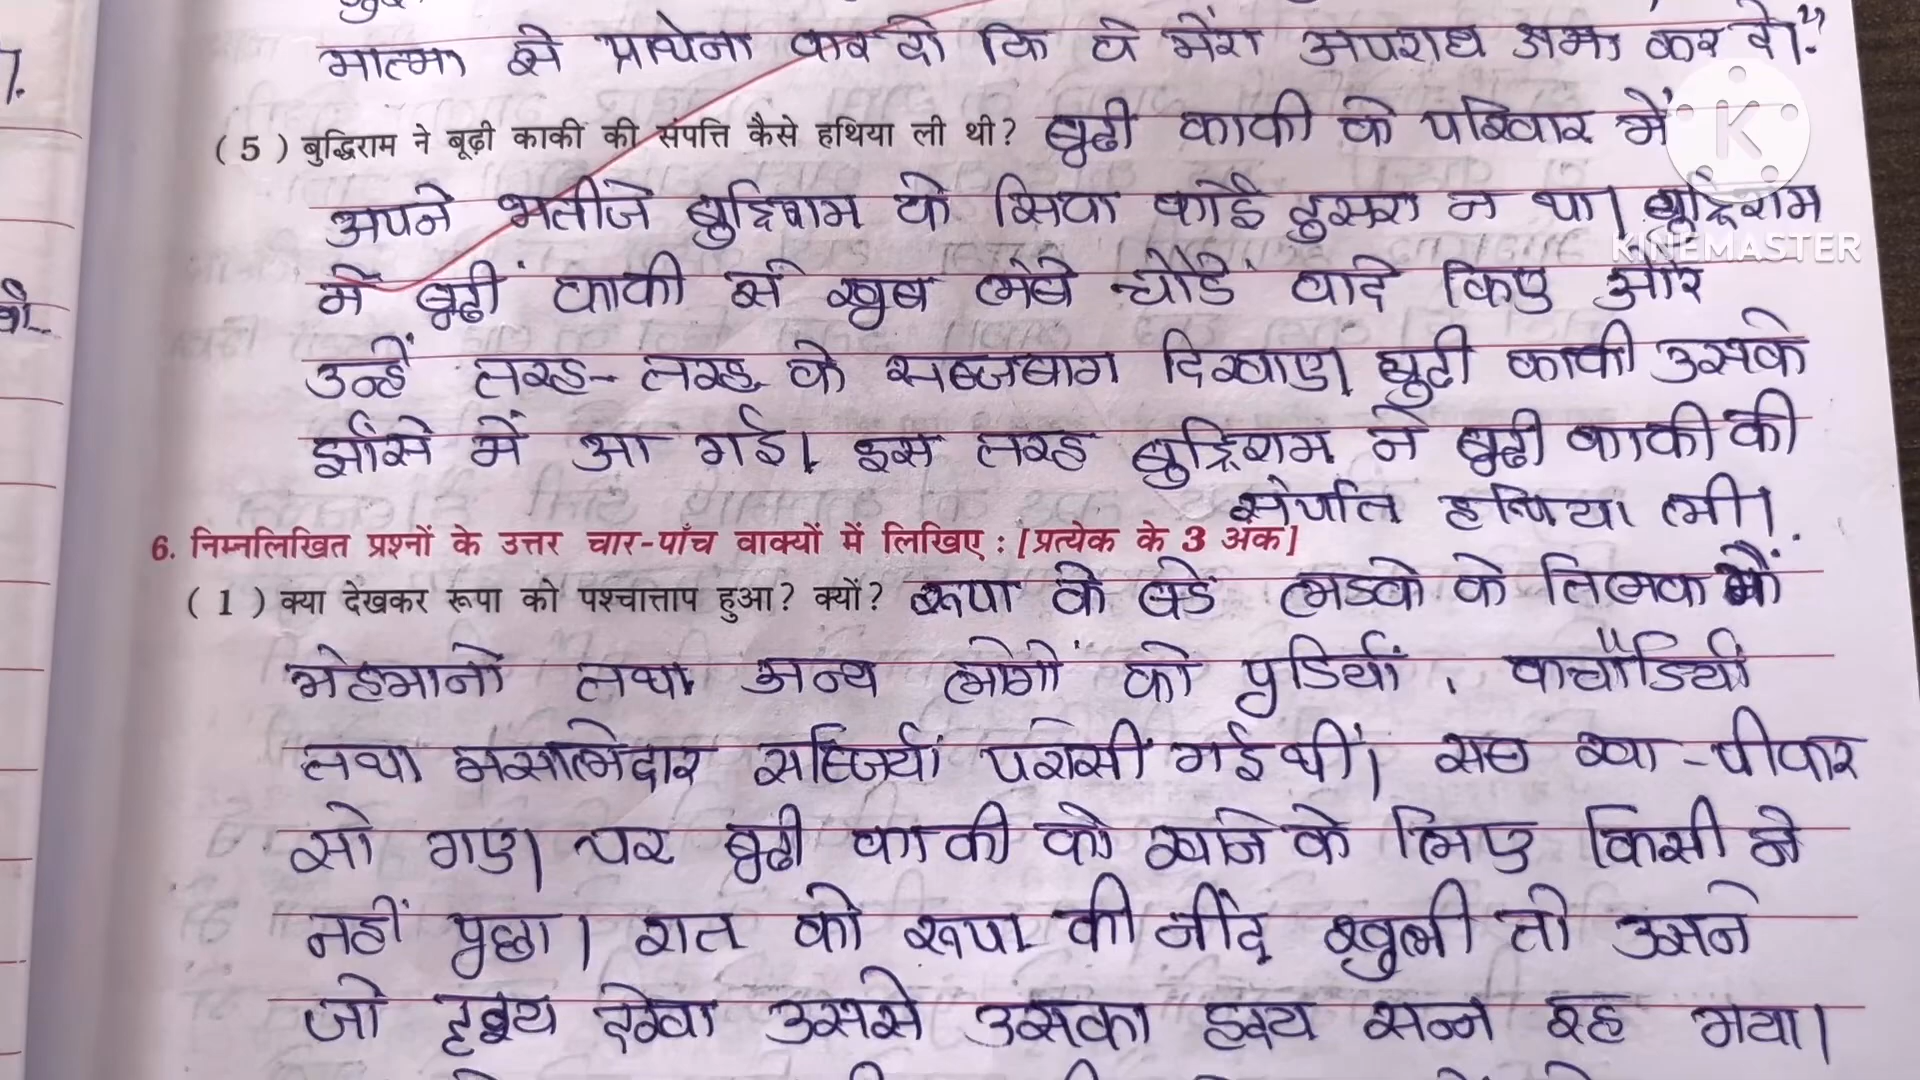 मात्मा से प्रार्थना कर दो कि वे मेरा अपराध क्षमा कर दे।"
(5) बुद्धिराम ने बूढ़ी काकी की संपत्ति कैसे हथिया ली थी? बुढी काकी के परिवार में
अपने भतीजे बुद्धिराम के सिवा कोई दुसरा न था। बुद्धिराम
KINEMASTER
में बुढीं काकी से खुब लंबे चौडे वादे किए और
उन्हें तरह-तरह के सब्जबाग दिखाए। बुढी काकी उसके
झाँसे में आ गई। इस तरह बुद्धिराम ने बुढी काकी की
संपति हथिया ली।
6. निम्नलिखित प्रश्नों के उत्तर चार-पाँच वाक्यों में लिखिए : [प्रत्येक के 3 अंक]
(1) क्या देखकर रूपा को पश्चात्ताप हुआ? क्यों? रूपा के बडे लडके के तिलक में
मेहमानों तथा अन्य लोगों को पुडियाँ, कचौडियाँ
तथा मसालेदार सब्जियाँ परोसीं गई थीं। सब खा-पीकर
सो गए। पर बुढी काकी को खाने के लिए किसी ने
नहीं पुछा। रात को रूपा की नींद खुली तो उसने
जो दृश्य देखा उससे उसका हृदय सन्न रह गया।